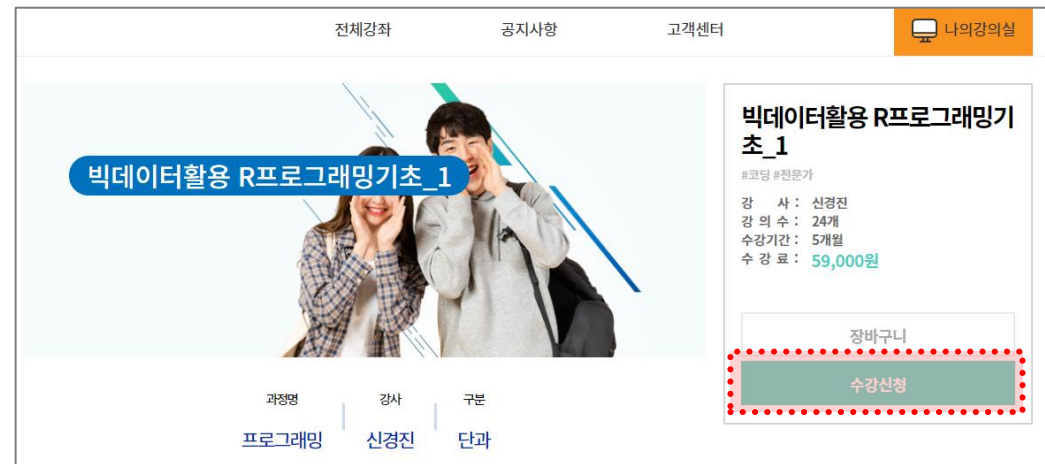 전체강좌
공지사항
고객센터
나의강의실
빅데이터활용 R프로그래밍기초_1
빅데이터활용 R프로그래밍기
초_1
#코딩 #전문가
강 사 : 신경진
강 의 수 : 24개
수강기간 : 5개월
수 강 료 : 59,000원
장바구니
수강신청
과정명 강사 구분
프로그래밍 신경진 단과